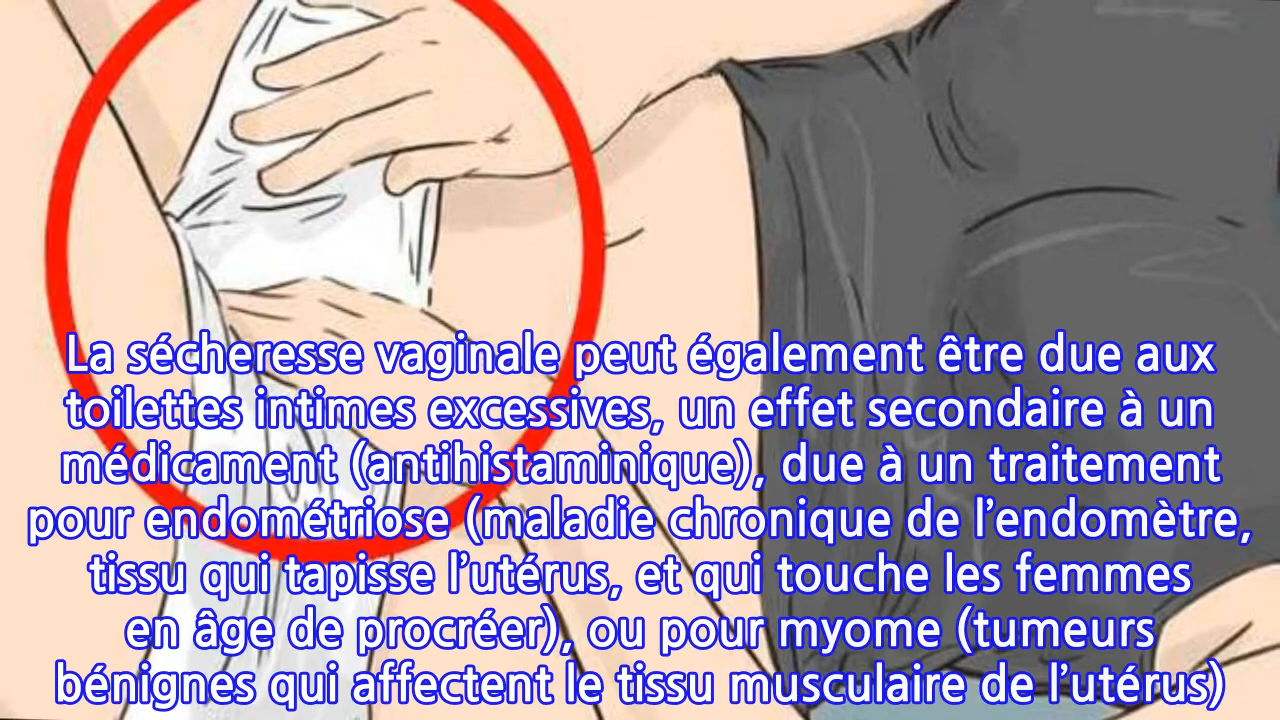 La sécheresse vaginale peut également être due aux
toilettes intimes excessives, un effet secondaire à un
médicament (antihistaminique), due à un traitement
pour endométriose (maladie chronique de l’endomètre,
tissu qui tapisse l’utérus, et qui touche les femmes
en âge de procréer), ou pour myome (tumeurs
bénignes qui affectent le tissu musculaire de l’utérus)